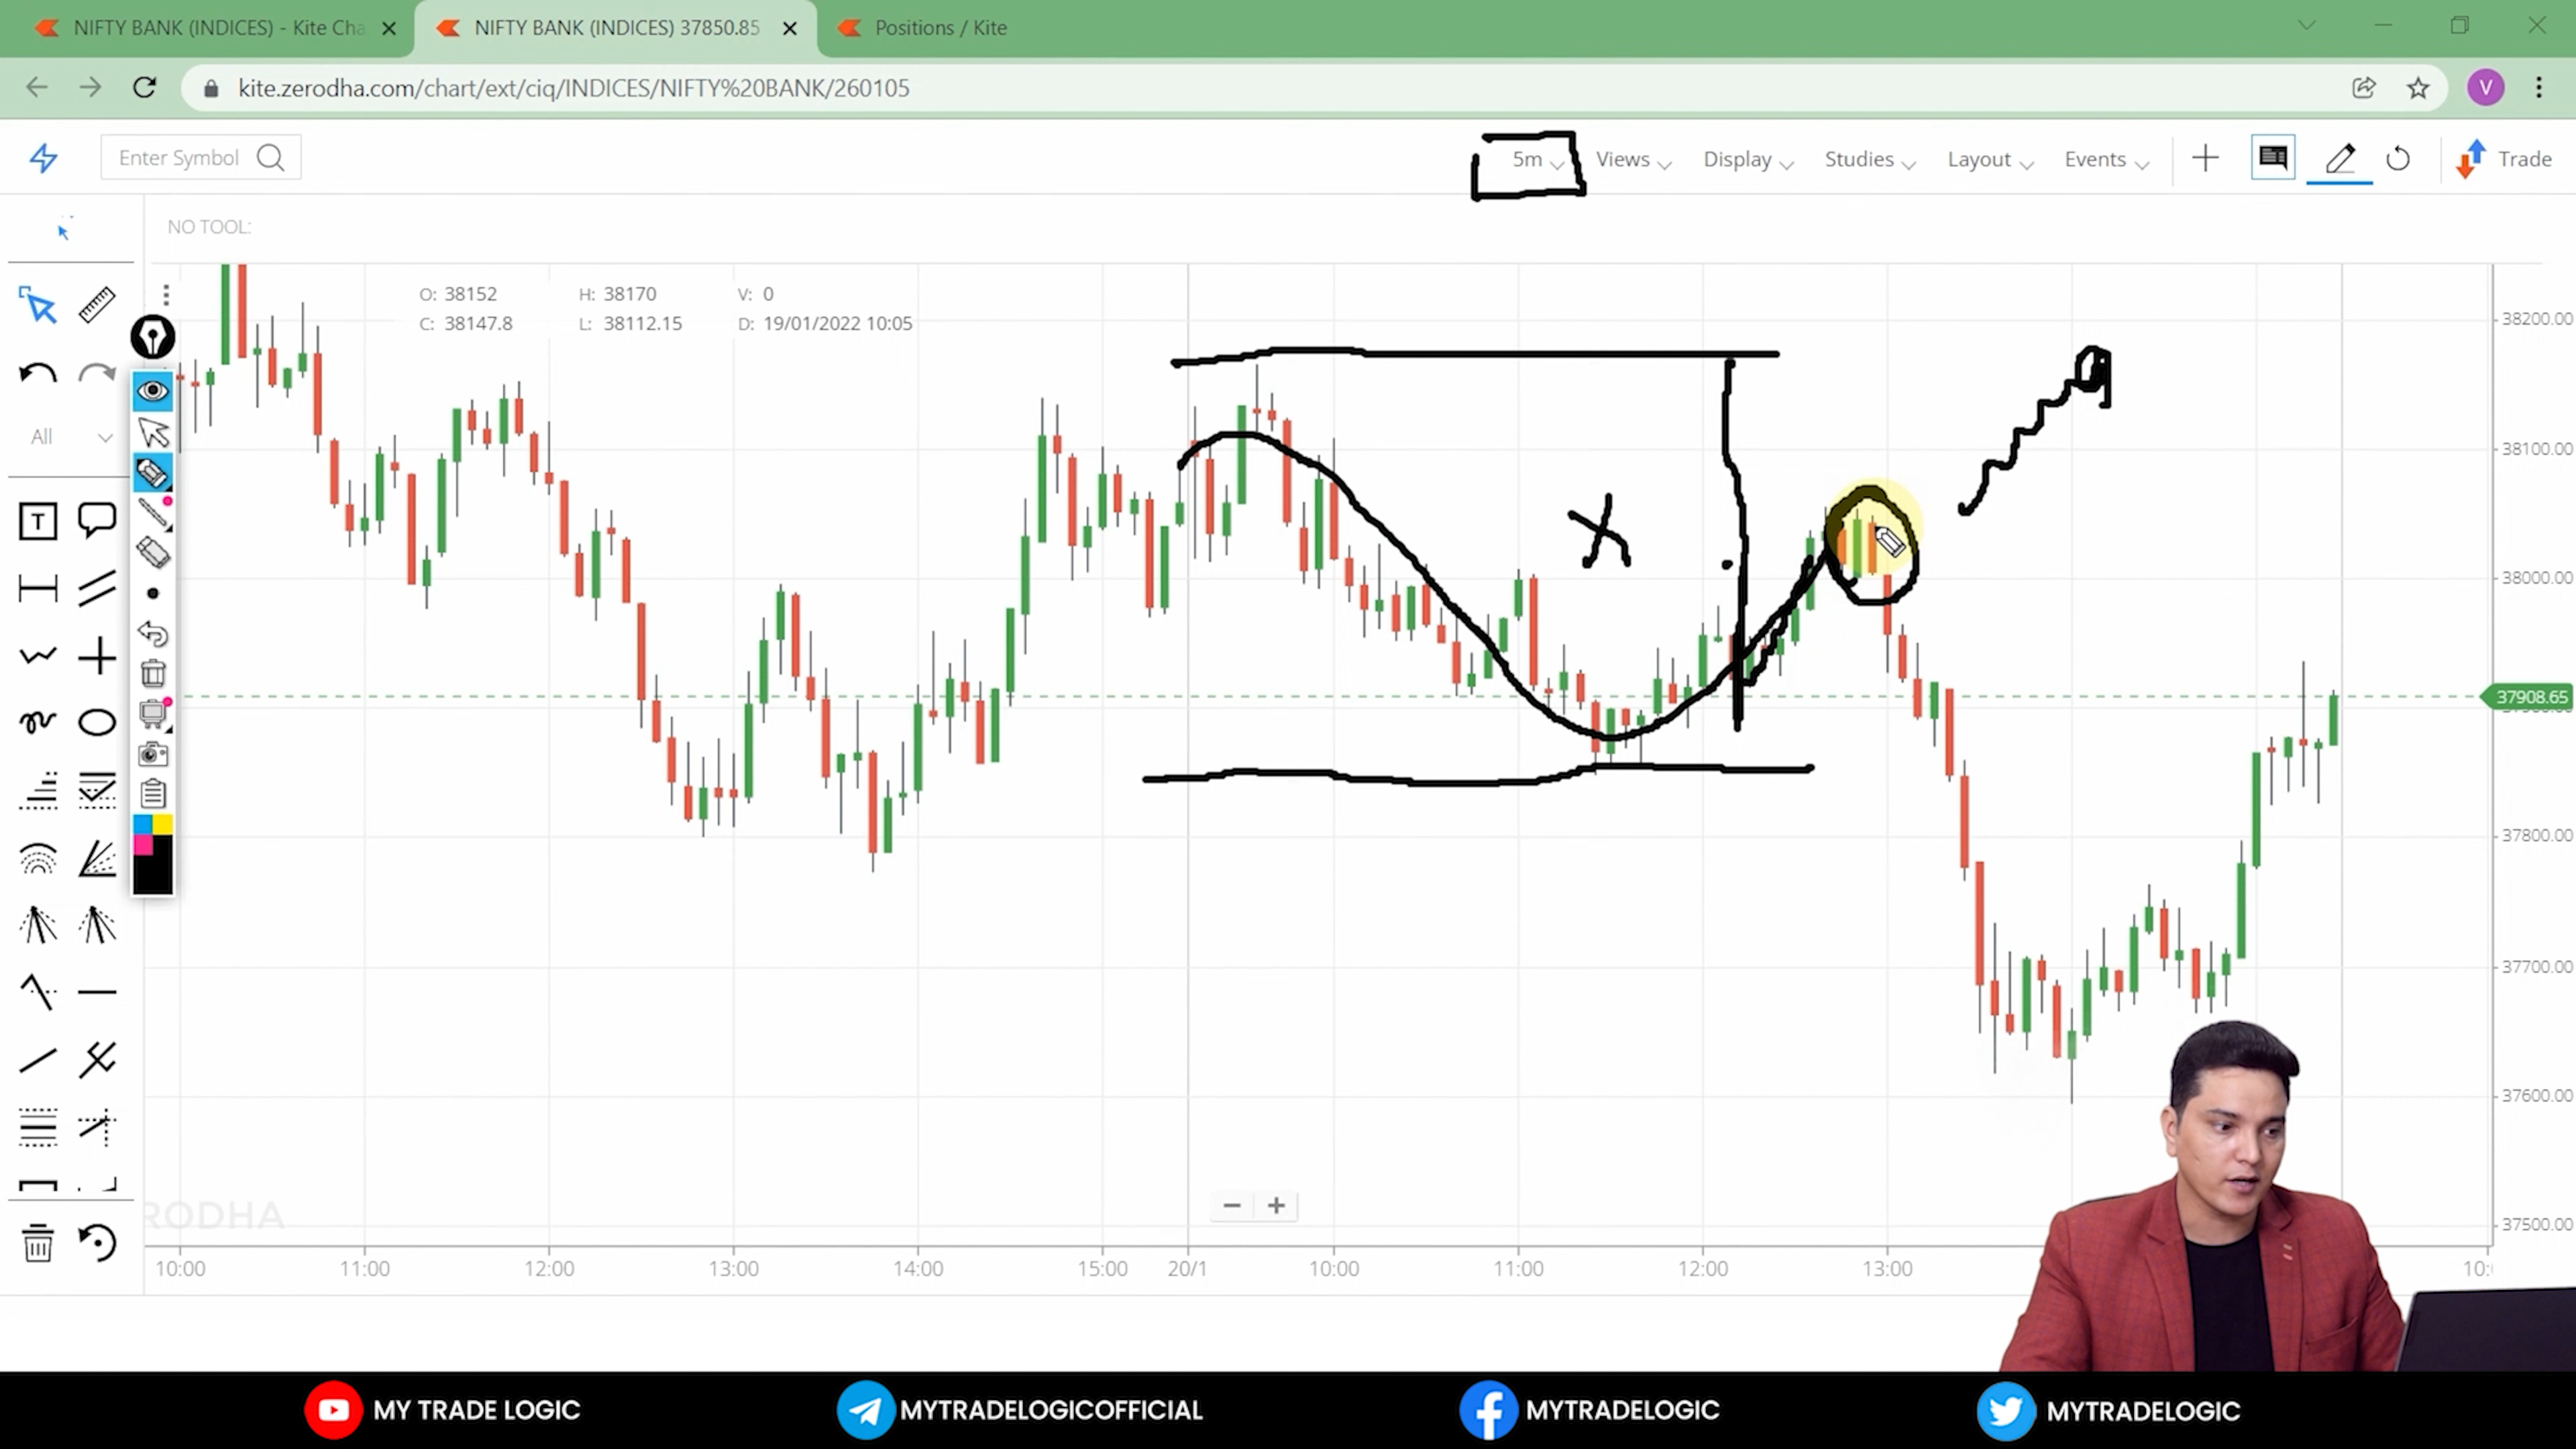 NIFTY BANK (INDICES) - Kite Cha
NIFTY BANK (INDICES) 37850.85
Positions / Kite
kite.zerodha.com/chart/ext/ciq/INDICES/NIFTY%20BANK/260105
V
Enter Symbol
5m
Views
Display
Studies
Layout
Events
Trade
NO TOOL:
O: 38152 H: 38170 V: 0
C: 38147.8 L: 38112.15 D: 19/01/2022 10:05
All
T
X
38200.00
38100.00
38000.00
37908.65
37800.00
37700.00
37600.00
37500.00
RODHA
10:00 11:00 12:00 13:00 14:00 15:00 20/1 10:00 11:00 12:00 13:00 10:
MY TRADE LOGIC
MYTRADELOGICOFFICIAL
MYTRADELOGIC
MYTRADELOGIC